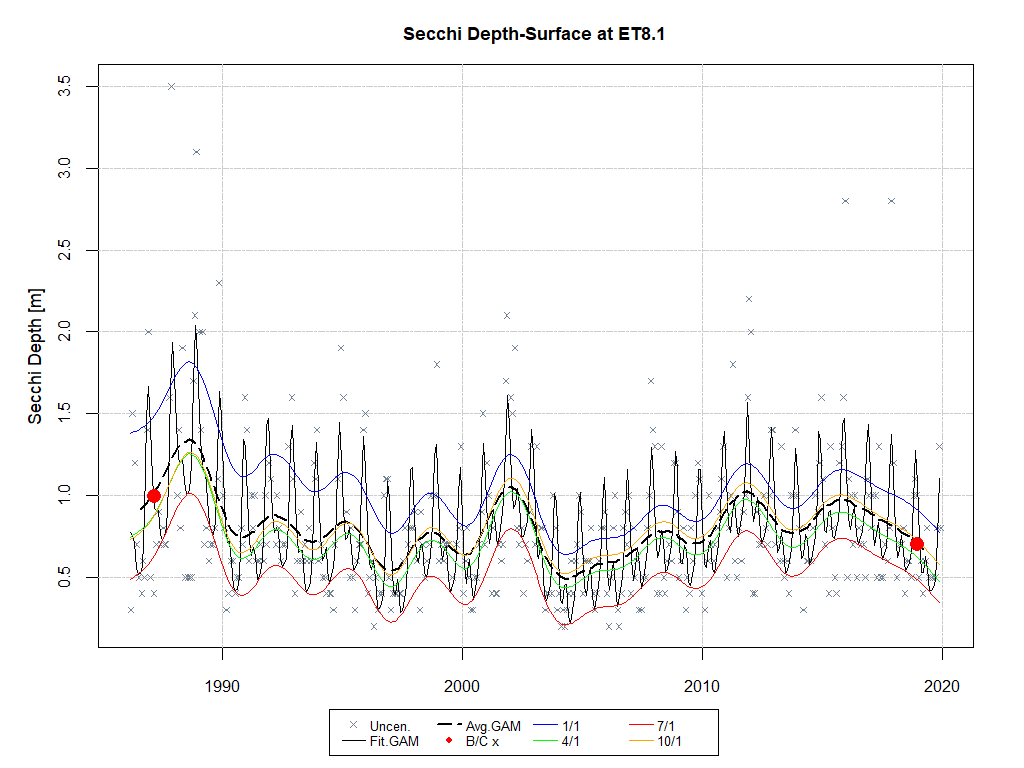 Secchi Depth-Surface at ET8.1
Secchi Depth [m]
3.5
3.0
2.5
2.0
1.5
1.0
0.5
1990 2000 2010 2020
Uncen. Avg.GAM 1/1 7/1
Fit.GAM B/C x 4/1 10/1